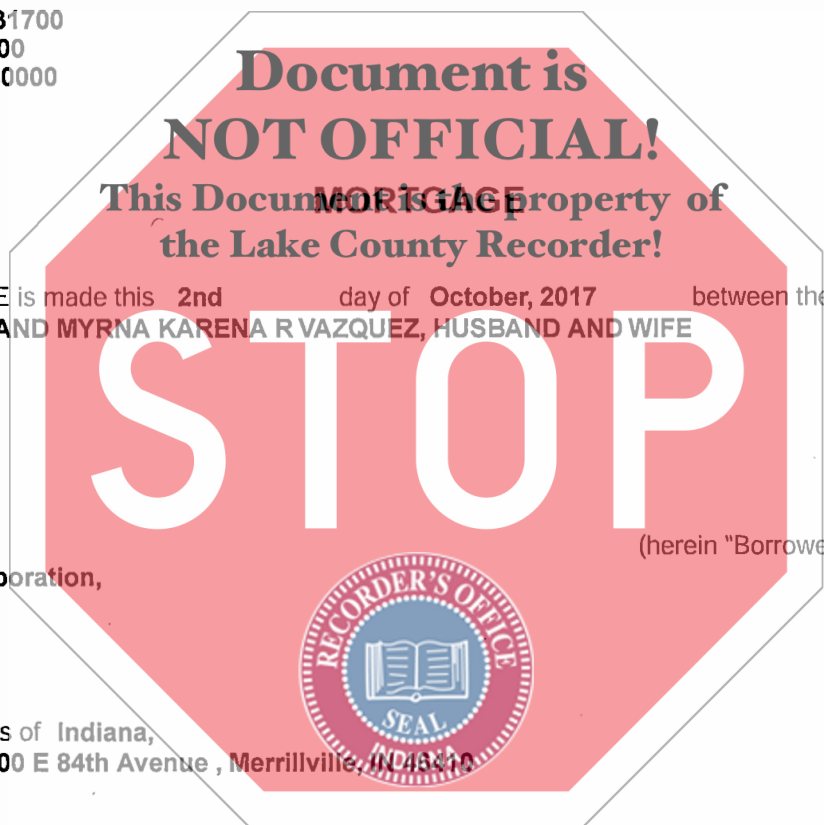 31700
00
0000
Document is
NOT OFFICIAL!
This Document is the property of
MORTGAGE
the Lake County Recorder!
E is made this 2nd day of October, 2017 between the
AND MYRNA KARENA R VAZQUEZ, HUSBAND AND WIFE
STOP
(herein "Borrowe
poration,
RECORDER'S OFFICE
SEAL
INDIANA
s of Indiana,
00 E 84th Avenue , Merrillville, IN 46410